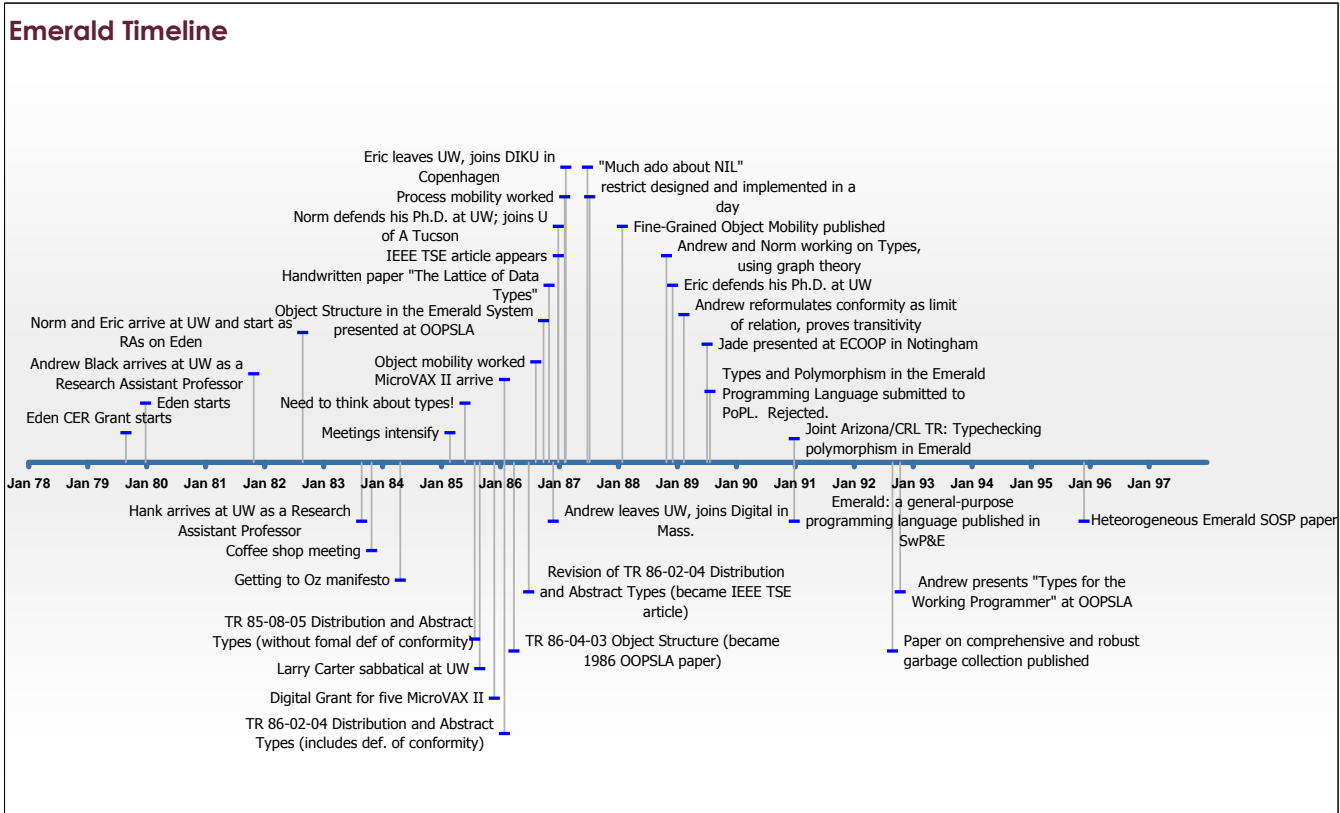 Emerald Timeline
Eric leaves UW, joins DIKU in
Copenhagen
"Much ado about NIL"
Process mobility worked
restrict designed and implemented in a
day
Norm defends his Ph.D. at UW; joins U
of A Tucson
Fine-Grained Object Mobility published
IEEE TSE article appears
Andrew and Norm working on Types,
using graph theory
Handwritten paper "The Lattice of Data
Types"
Eric defends his Ph.D. at UW
Object Structure in the Emerald System
presented at OOPSLA
Andrew reformulates conformity as limit
of relation, proves transitivity
Norm and Eric arrive at UW and start as
RAs on Eden
Jade presented at ECOOP in Notingham
Object mobility worked
Andrew Black arrives at UW as a
Research Assistant Professor
MicroVAX II arrive
Types and Polymorphism in the Emerald
Programming Language submitted to
PoPL.  Rejected.
Eden starts
Need to think about types!
Eden CER Grant starts
Meetings intensify
Joint Arizona/CRL TR: Typechecking
polymorphism in Emerald
Jan 78 Jan 79 Jan 80 Jan 81 Jan 82 Jan 83 Jan 84 Jan 85 Jan 86 Jan 87 Jan 88 Jan 89 Jan 90 Jan 91 Jan 92 Jan 93 Jan 94 Jan 95 Jan 96 Jan 97
Hank arrives at UW as a Research
Assistant Professor
Andrew leaves UW, joins Digital in
Mass.
Emerald: a general-purpose
programming language published in
SwP&E
Heteorogeneous Emerald SOSP paper
Coffee shop meeting
Getting to Oz manifesto
Revision of TR 86-02-04 Distribution
and Abstract Types (became IEEE TSE
article)
Andrew presents "Types for the
Working Programmer" at OOPSLA
TR 85-08-05 Distribution and Abstract
Types (without fomal def of conformity)
TR 86-04-03 Object Structure (became
1986 OOPSLA paper)
Paper on comprehensive and robust
garbage collection published
Larry Carter sabbatical at UW
Digital Grant for five MicroVAX II
TR 86-02-04 Distribution and Abstract
Types (includes def. of conformity)